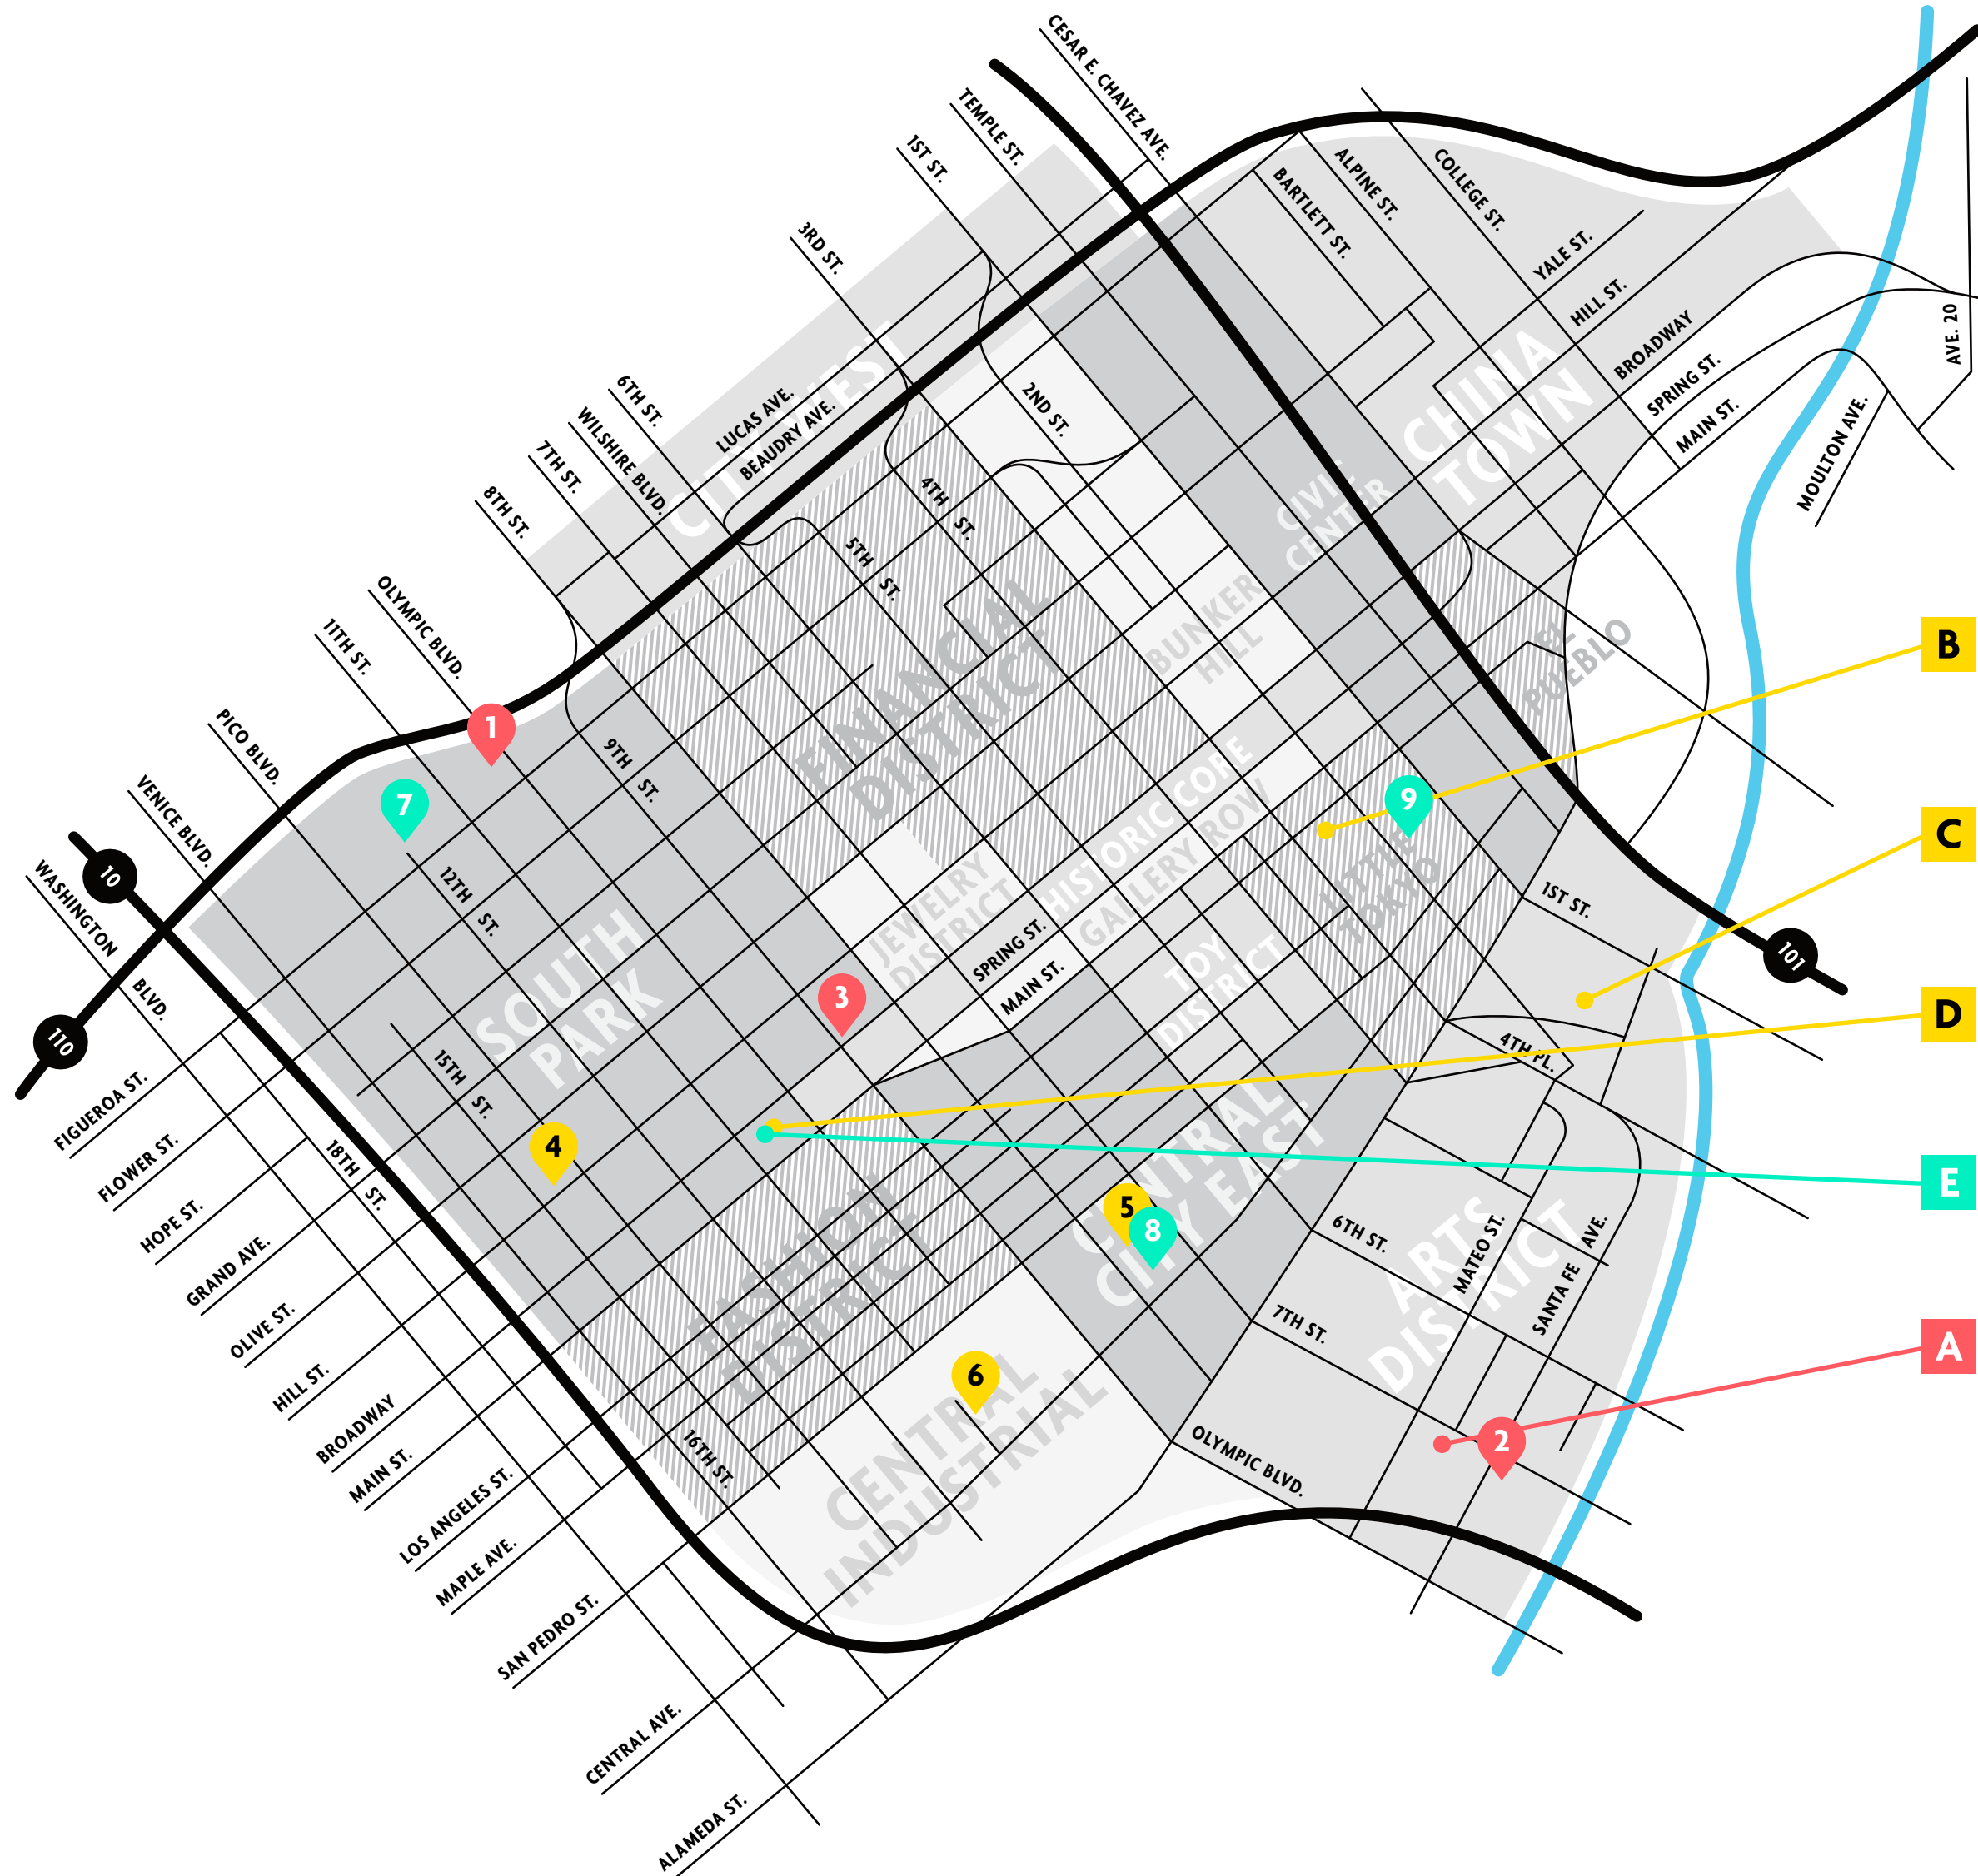 CESAR E. CHAVEZ AVE.
TEMPLE ST.
1ST ST.
3RD ST.
BARTLETT ST.
ALPINE ST.
COLLEGE ST.
YALE ST.
HILL ST.
BROADWAY
SPRING ST.
MAIN ST.
AVE. 20
MOULTON AVE.
CHINA
TOWN
CITY WEST
LUCAS AVE.
BEAUDRY AVE.
2ND ST.
6TH ST.
WILSHIRE BLVD.
7TH ST.
8TH ST.
4TH ST.
5TH ST.
CIVIC
CENTER
BUNKER
HILL
EL
PUEBLO
FINANCIAL
DISTRICT
OLYMPIC BLVD.
11TH ST.
PICO BLVD.
VENICE BLVD.
WASHINGTON BLVD.
10
110
101
1
7
9TH ST.
12TH ST.
15TH ST.
SOUTH
PARK
JEWELRY
DISTRICT
HISTORIC CORE
GALLERY ROW
SPRING ST.
MAIN ST.
TOY
DISTRICT
LITTLE
TOKYO
9
B
C
D
E
A
1ST ST.
4TH PL.
3
4
5
8
6
2
CENTRAL
CITY EAST
FASHION
DISTRICT
ARTS
DISTRICT
6TH ST.
7TH ST.
MATEO ST.
SANTA FE AVE.
OLYMPIC BLVD.
CENTRAL
INDUSTRIAL
16TH ST.
18TH ST.
FIGUEROA ST.
FLOWER ST.
HOPE ST.
GRAND AVE.
OLIVE ST.
HILL ST.
BROADWAY
MAIN ST.
LOS ANGELES ST.
MAPLE AVE.
SAN PEDRO ST.
CENTRAL AVE.
ALAMEDA ST.